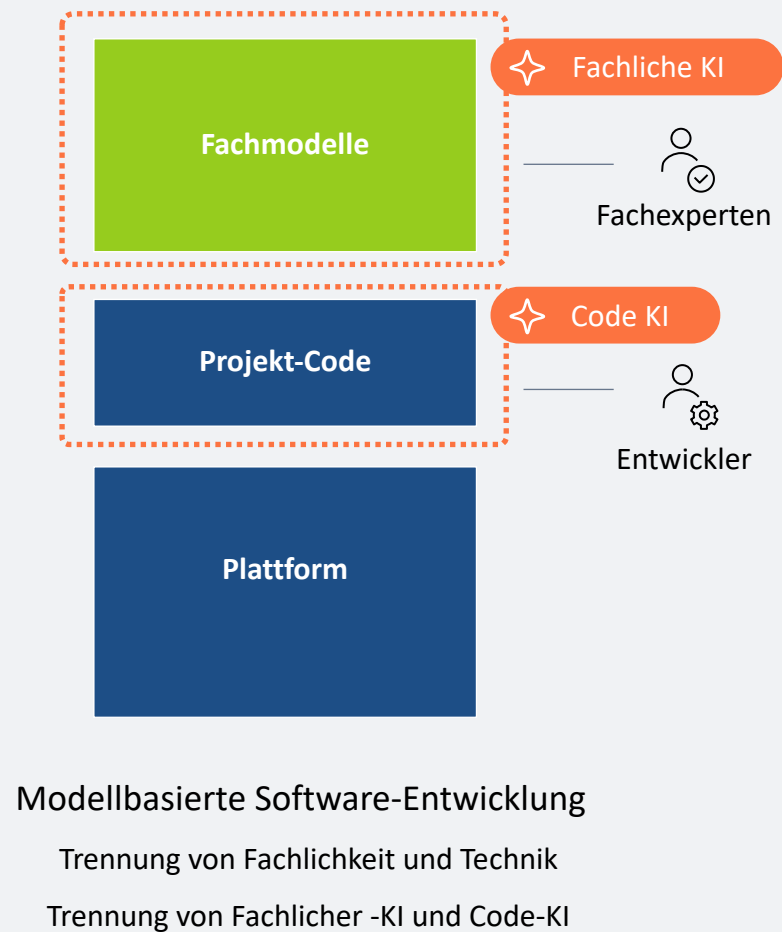 Fachmodelle
Fachliche KI
Fachexperten
Projekt-Code
Code KI
Entwickler
Plattform
Modellbasierte Software-Entwicklung
Trennung von Fachlichkeit und Technik
Trennung von Fachlicher -KI und Code-KI